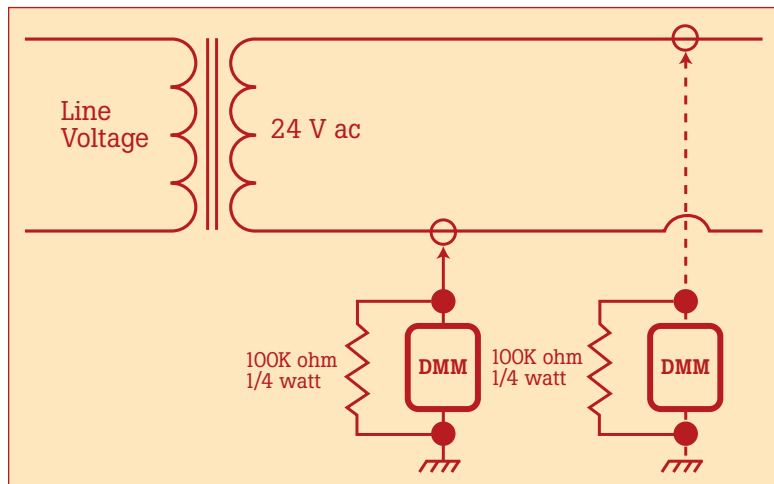 Line
Voltage
24 V ac
100K ohm
1/4 watt
DMM
100K ohm
1/4 watt
DMM